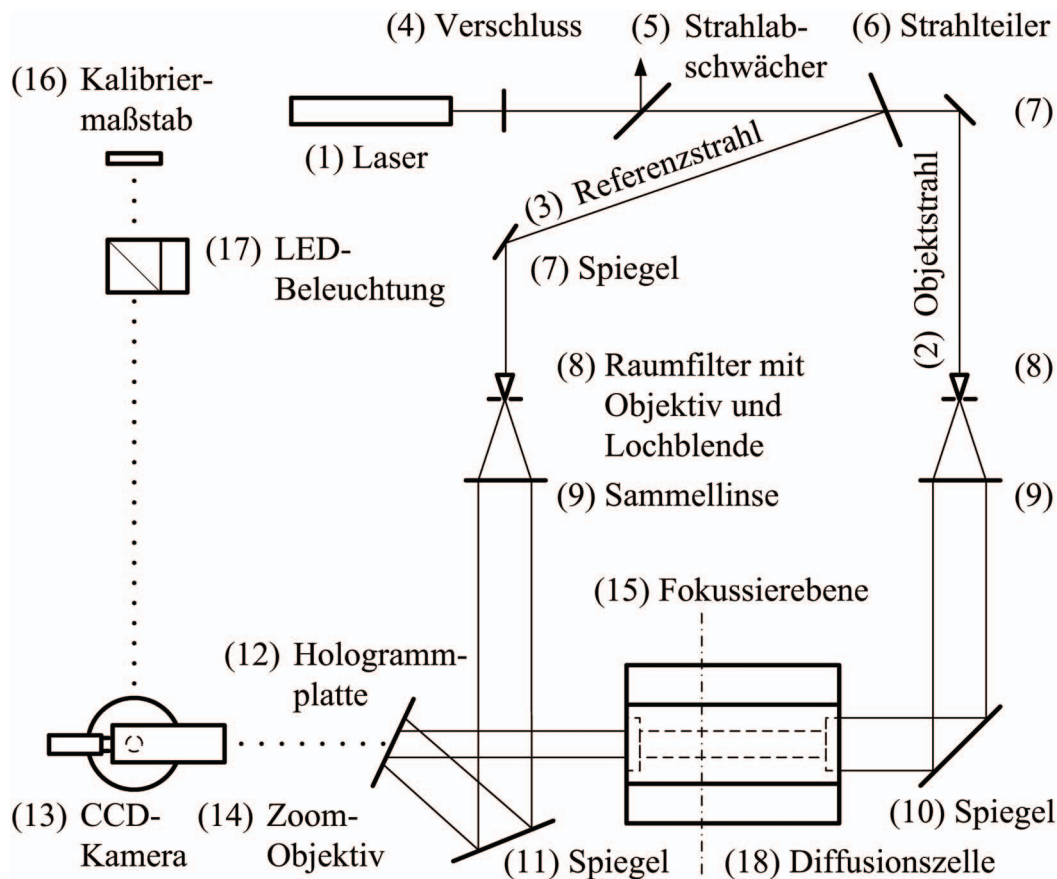 (4) Verschluss
(5) Strahlab-
schwächer
(6) Strahlteiler
(16) Kalibrier-
maßstab
(1) Laser
(7)
(3) Referenzstrahl
(2) Objektstrahl
(17) LED-
Beleuchtung
(7) Spiegel
(8) Raumfilter mit
Objektiv und
Lochblende
(8)
(9) Sammellinse
(9)
(15) Fokussierebene
(12) Hologramm-
platte
(13) CCD-
Kamera
(14) Zoom-
Objektiv
(11) Spiegel
(18) Diffusionszelle
(10) Spiegel